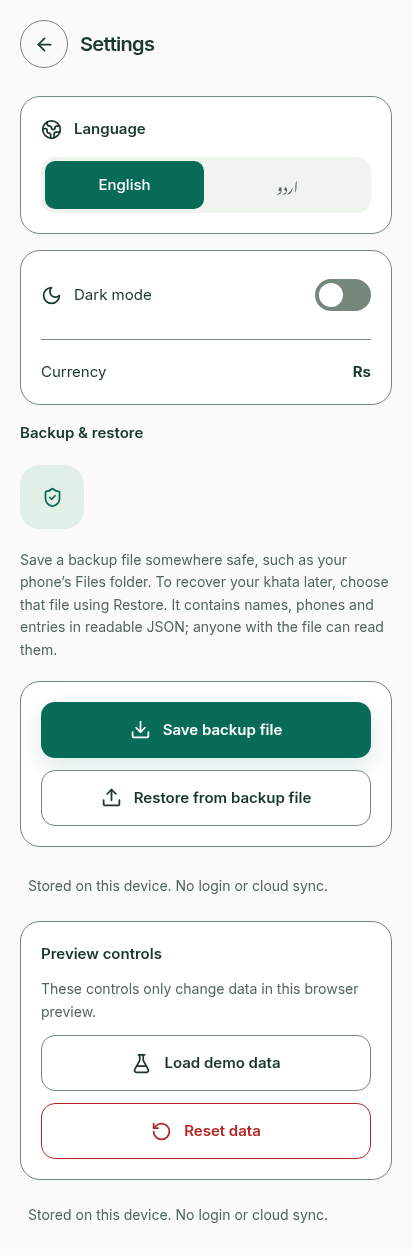 Settings
Language
English
اردو
Dark mode
Currency
Rs
Backup & restore
Save a backup file somewhere safe, such as your
phone’s Files folder. To recover your khata later, choose
that file using Restore. It contains names, phones and
entries in readable JSON; anyone with the file can read
them.
Save backup file
Restore from backup file
Stored on this device. No login or cloud sync.
Preview controls
These controls only change data in this browser
preview.
Load demo data
Reset data
Stored on this device. No login or cloud sync.